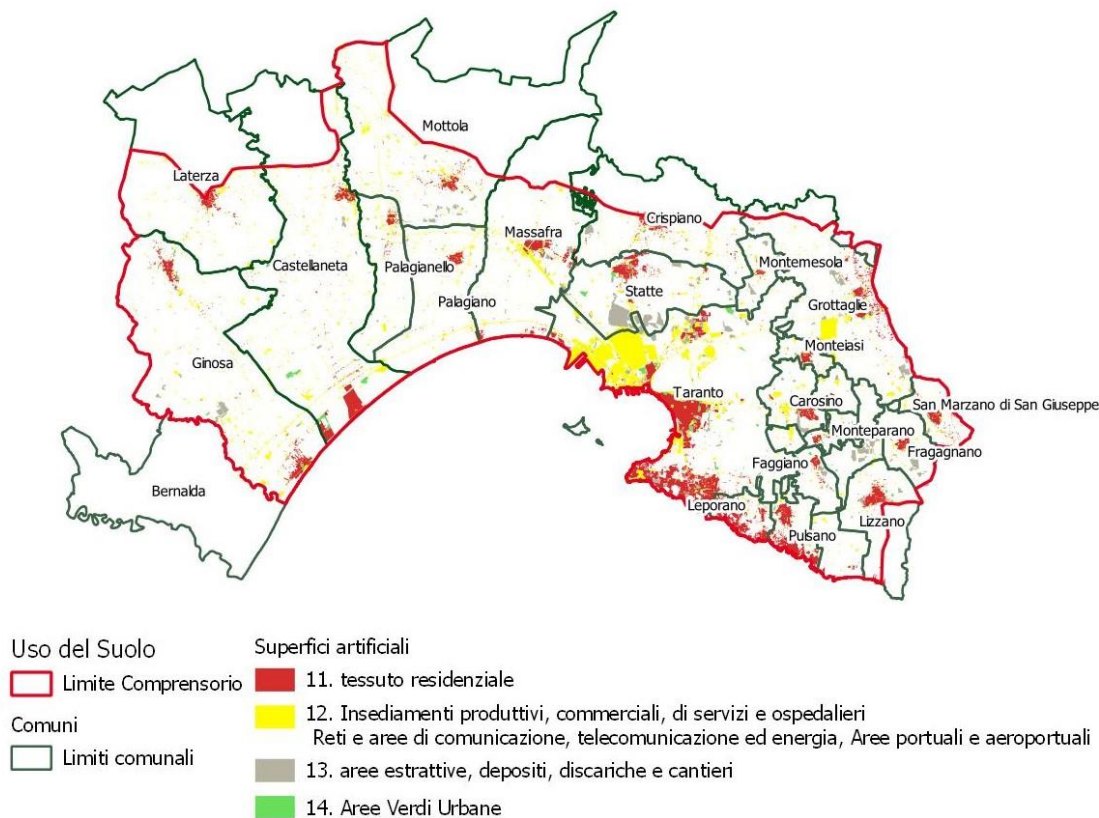 Mottola
Laterza
Crispiano
Massafra
Castellaneta
Palagianello
Montemesola
Statte
Palagiano
Grottaglie
Monteiasi
Ginosa
Taranto
Carosino
San Marzano di San Giuseppe
Monteparano
Fragagnano
Faggiano
Bernalda
Leporano
Lizzano
Pulsano
Uso del Suolo
Limite Comprensorio
Comuni
Limiti comunali
Superfici artificiali
11. tessuto residenziale
12. Insediamenti produttivi, commerciali, di servizi e ospedalieri
Reti e aree di comunicazione, telecomunicazione ed energia, Aree portuali e aeroportuali
13. aree estrattive, depositi, discariche e cantieri
14. Aree Verdi Urbane